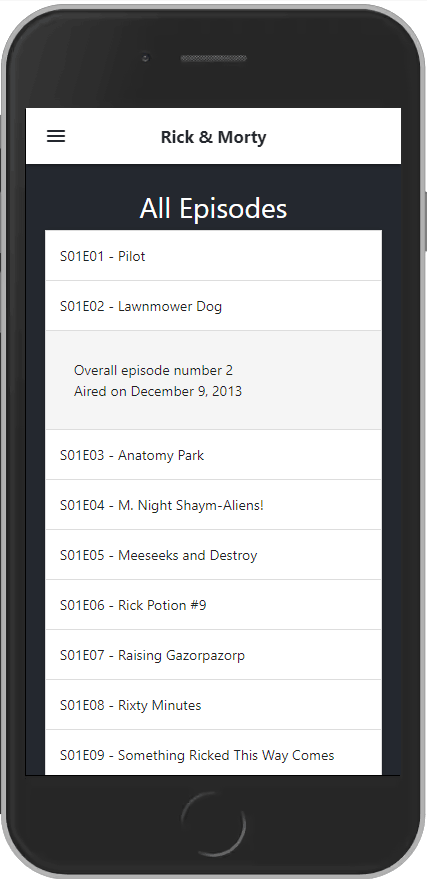 Rick & Morty
All Episodes
S01E01 - Pilot
S01E02 - Lawnmower Dog
Overall episode number 2
Aired on December 9, 2013
S01E03 - Anatomy Park
S01E04 - M. Night Shaym-Aliens!
S01E05 - Meeseeks and Destroy
S01E06 - Rick Potion #9
S01E07 - Raising Gazorpazorp
S01E08 - Rixty Minutes
S01E09 - Something Ricked This Way Comes